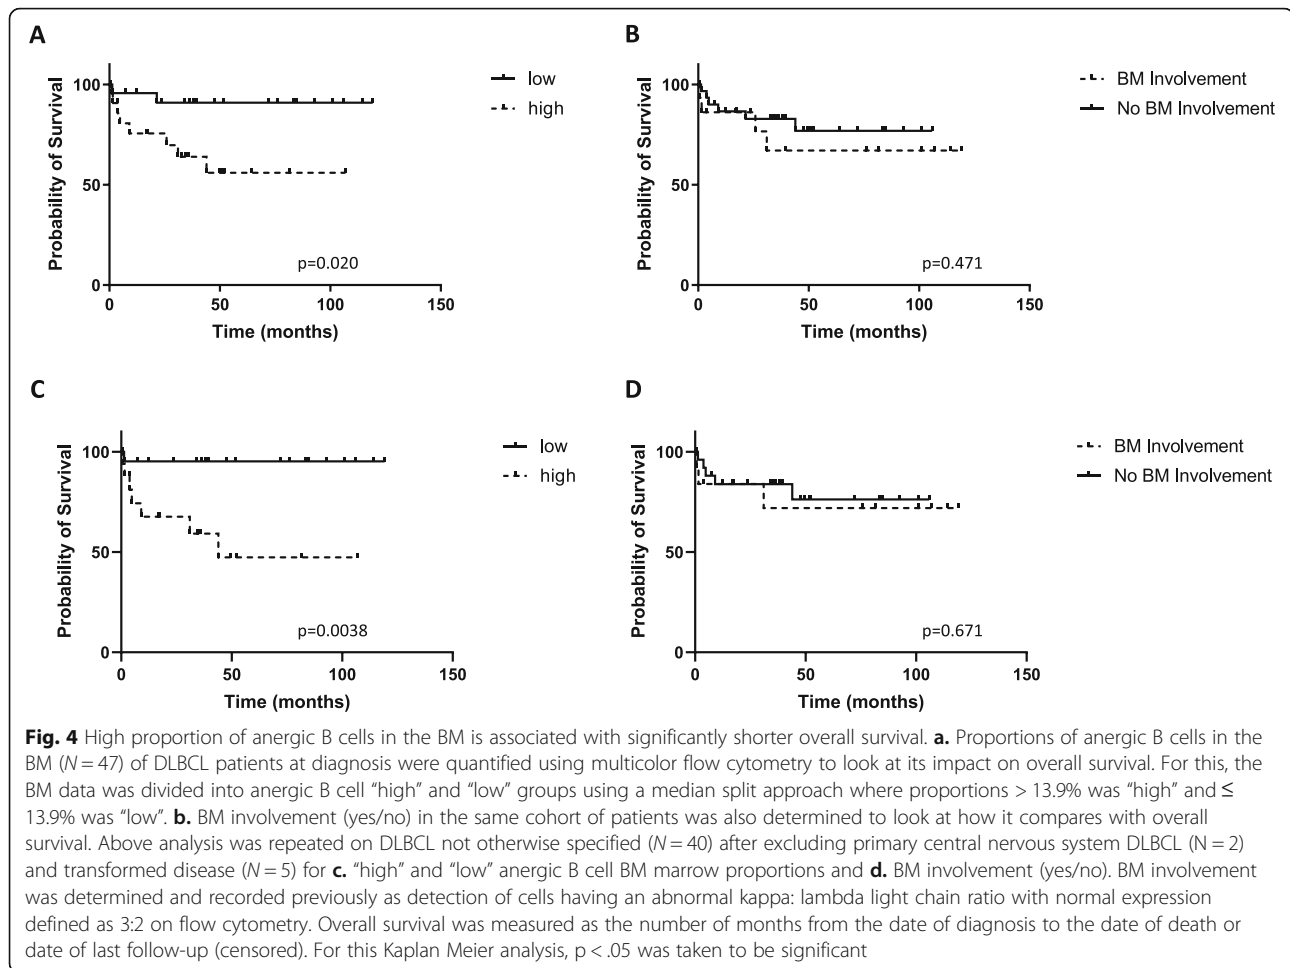 A
100
50
0
0
50
100
150
Probability of Survival
Time (months)
p=0.020
low
high
B
100
50
0
0
50
100
150
Probability of Survival
Time (months)
p=0.471
BM Involvement
No BM Involvement
C
100
50
0
0
50
100
150
Probability of Survival
Time (months)
p=0.0038
low
high
D
100
50
0
0
50
100
150
Probability of Survival
Time (months)
p=0.671
BM Involvement
No BM Involvement
Fig. 4 High proportion of anergic B cells in the BM is associated with significantly shorter overall survival. a. Proportions of anergic B cells in the
BM (N = 47) of DLBCL patients at diagnosis were quantified using multicolor flow cytometry to look at its impact on overall survival. For this, the
BM data was divided into anergic B cell “high” and “low” groups using a median split approach where proportions > 13.9% was “high” and ≤
13.9% was “low”. b. BM involvement (yes/no) in the same cohort of patients was also determined to look at how it compares with overall
survival. Above analysis was repeated on DLBCL not otherwise specified (N = 40) after excluding primary central nervous system DLBCL (N = 2)
and transformed disease (N = 5) for c. “high” and “low” anergic B cell BM marrow proportions and d. BM involvement (yes/no). BM involvement
was determined and recorded previously as detection of cells having an abnormal kappa: lambda light chain ratio with normal expression
defined as 3:2 on flow cytometry. Overall survival was measured as the number of months from the date of diagnosis to the date of death or
date of last follow-up (censored). For this Kaplan Meier analysis, p < .05 was taken to be significant